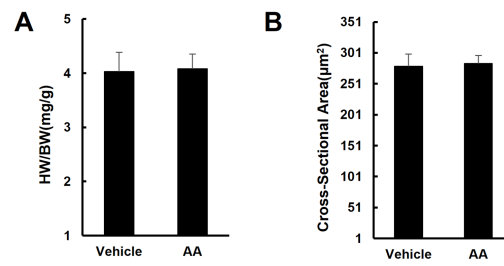 A
HW/BW(mg/g)
5
4
3
2
1
Vehicle AA
B
Cross-Sectional Area(μm²)
351
301
251
201
151
101
51
1
Vehicle AA